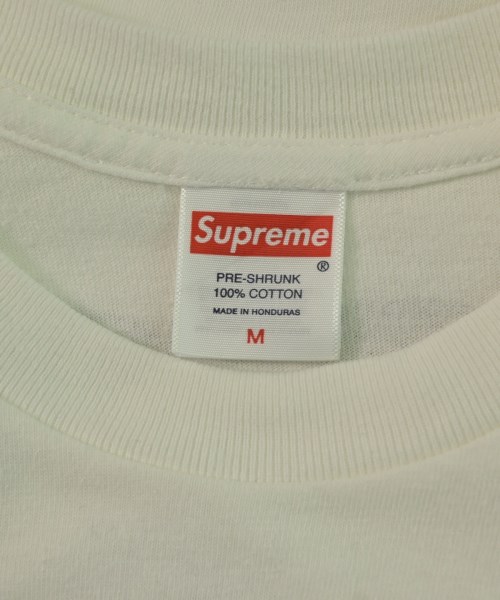 Supreme
®
PRE-SHRUNK
100% COTTON
MADE IN HONDURAS
M